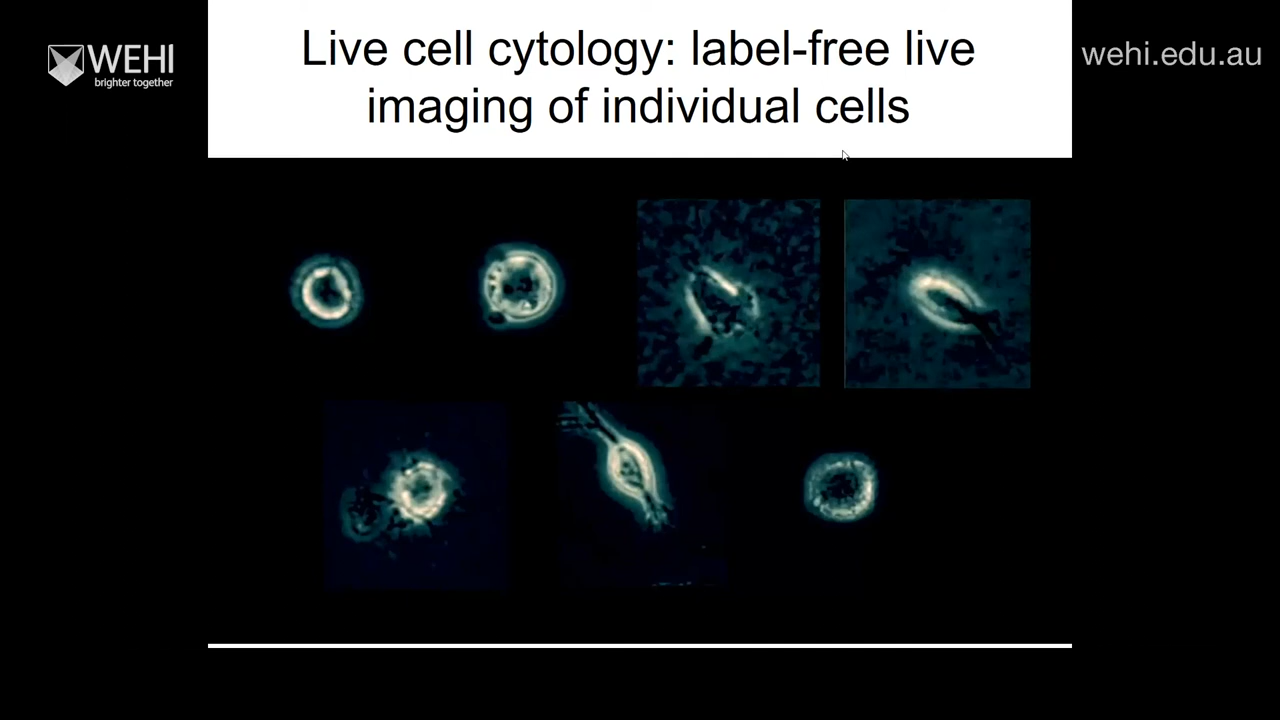 WEHI
brighter together
Live cell cytology: label-free live
imaging of individual cells
wehi.edu.au